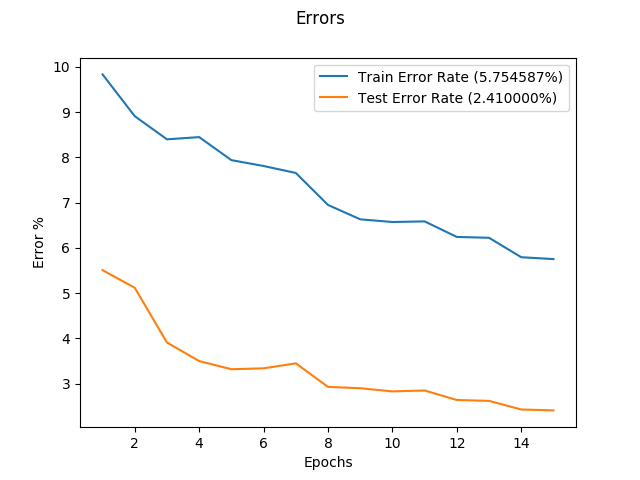 Errors
Train Error Rate (5.754587%)
Test Error Rate (2.410000%)
10
9
8
7
6
5
4
3
Error %
2 4 6 8 10 12 14
Epochs